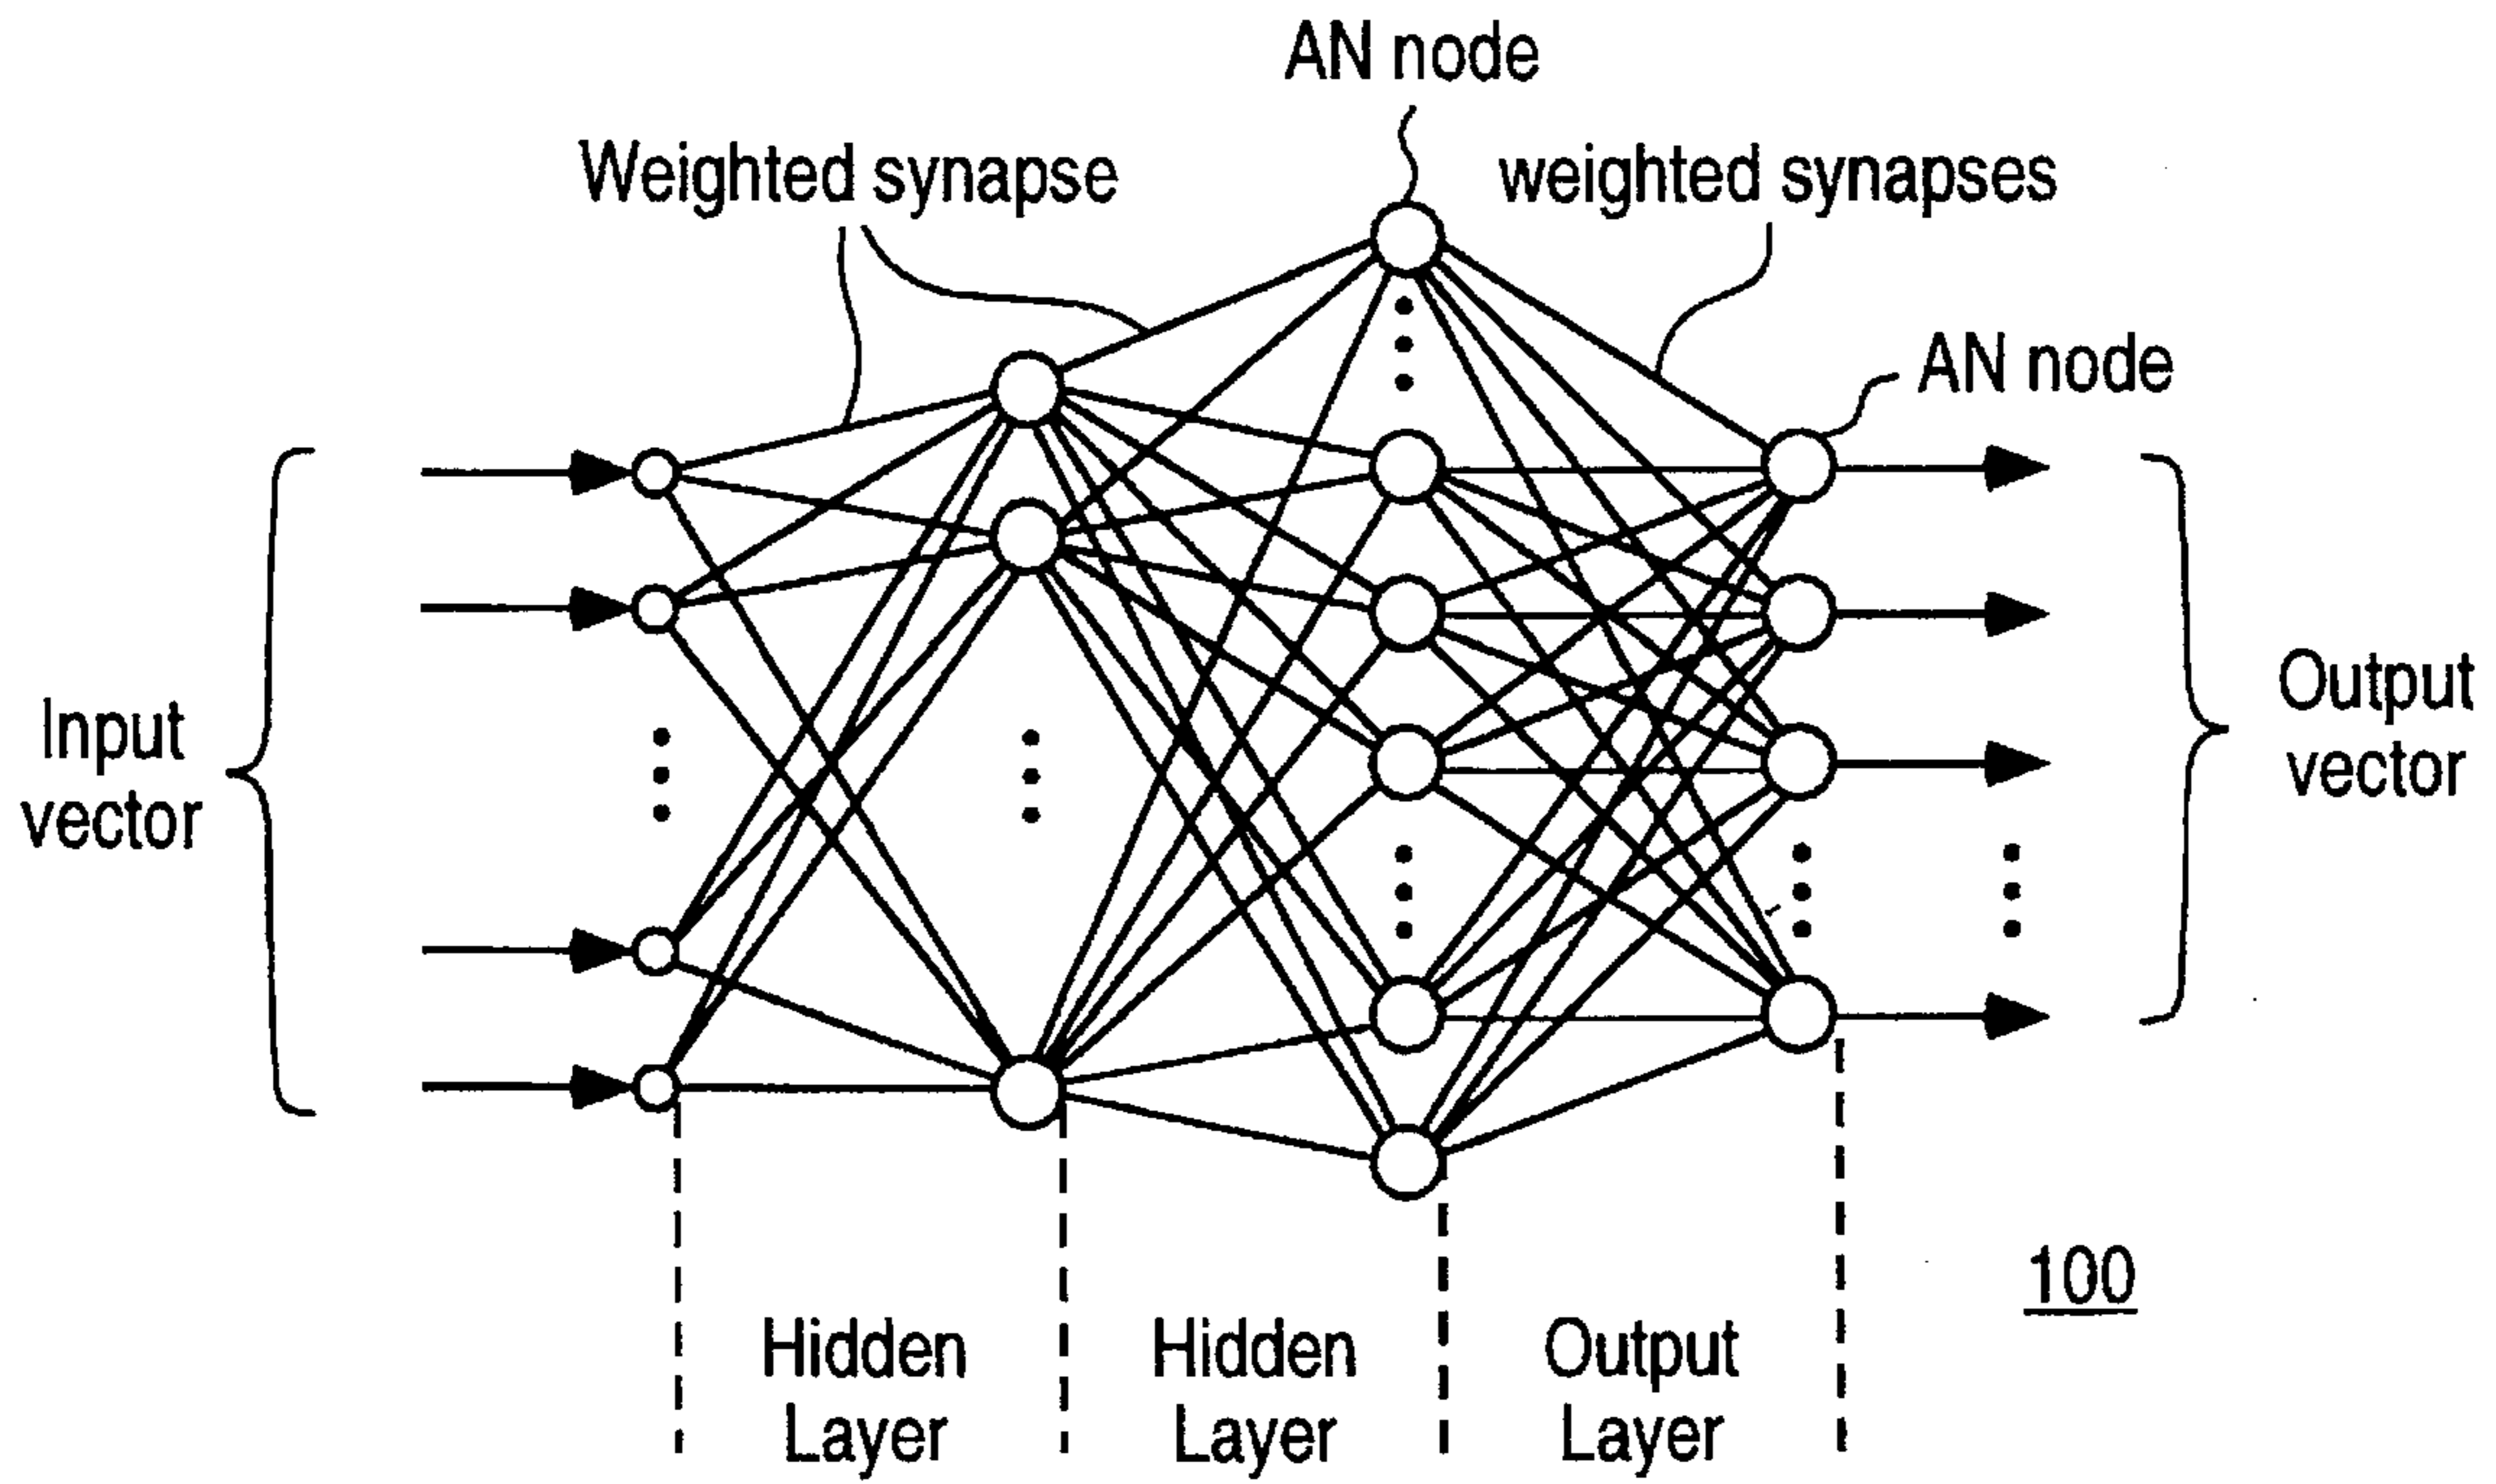 AN node
Weighted synapse
weighted synapses
AN node
Input
vector
Output
vector
100
Hidden
Layer
Hidden
Layer
Output
Layer